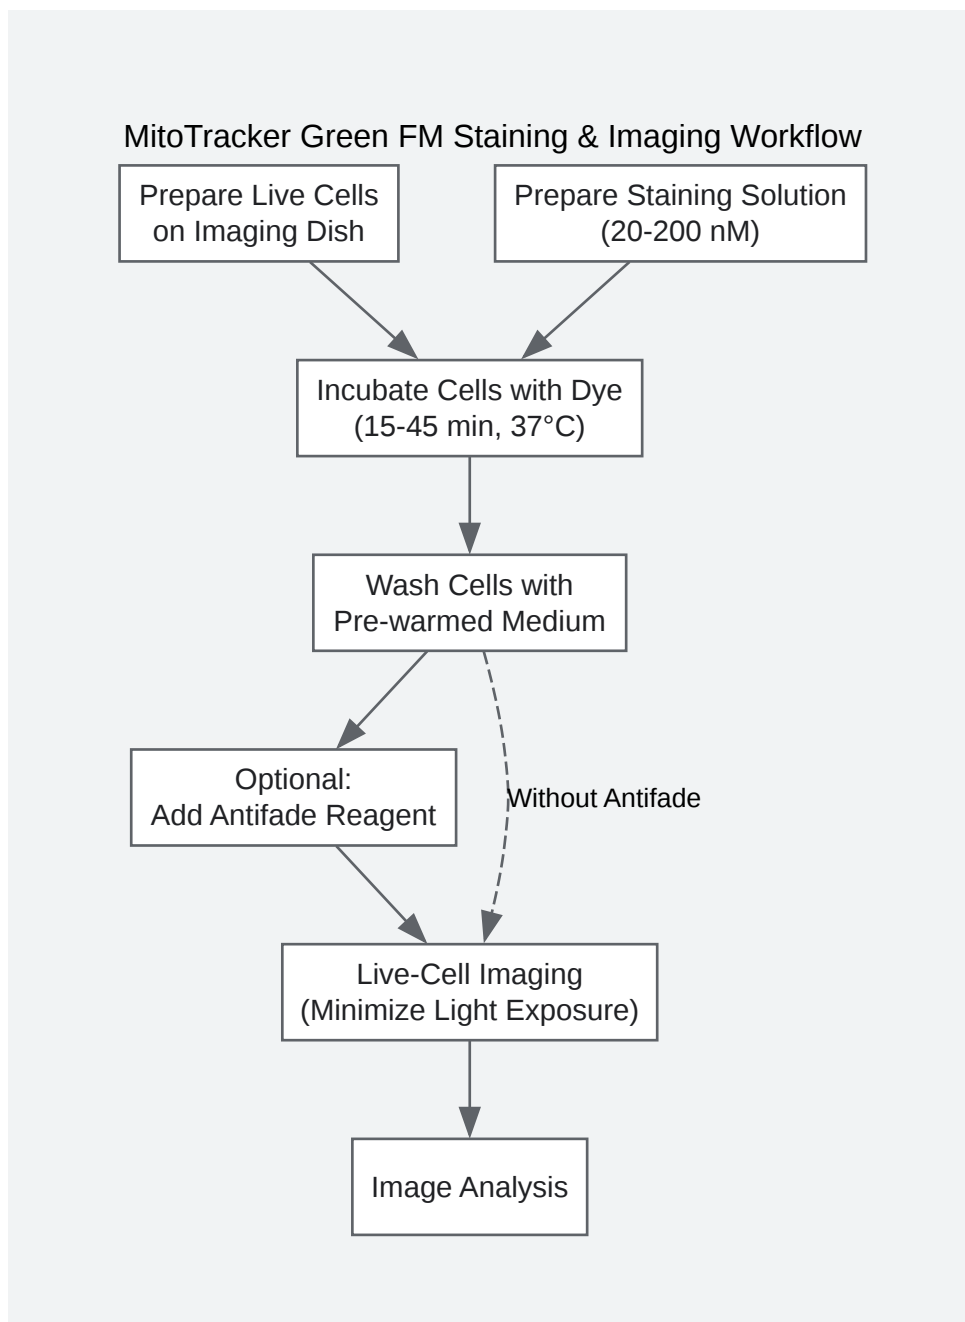 MitoTracker Green FM Staining & Imaging Workflow
Prepare Live Cells
on Imaging Dish
Prepare Staining Solution
(20-200 nM)
Incubate Cells with Dye
(15-45 min, 37°C)
Wash Cells with
Pre-warmed Medium
Optional:
Add Antifade Reagent
Without Antifade
Live-Cell Imaging
(Minimize Light Exposure)
Image Analysis